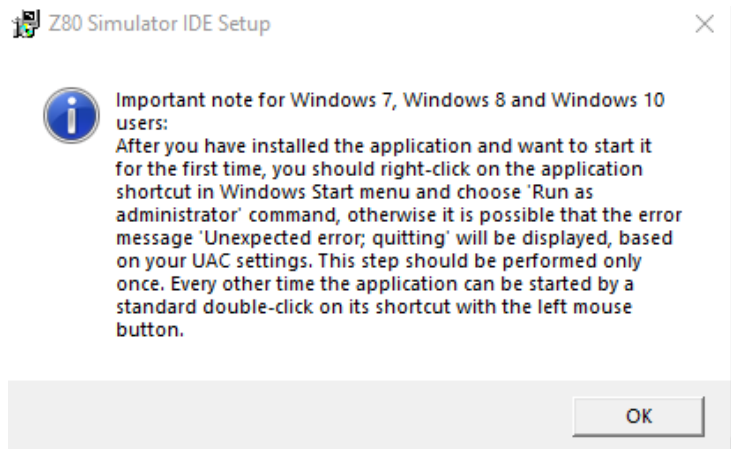 Z80 Simulator IDE Setup
Important note for Windows 7, Windows 8 and Windows 10
users:
After you have installed the application and want to start it
for the first time, you should right-click on the application
shortcut in Windows Start menu and choose 'Run as
administrator' command, otherwise it is possible that the error
message 'Unexpected error; quitting' will be displayed, based
on your UAC settings. This step should be performed only
once. Every other time the application can be started by a
standard double-click on its shortcut with the left mouse
button.
OK